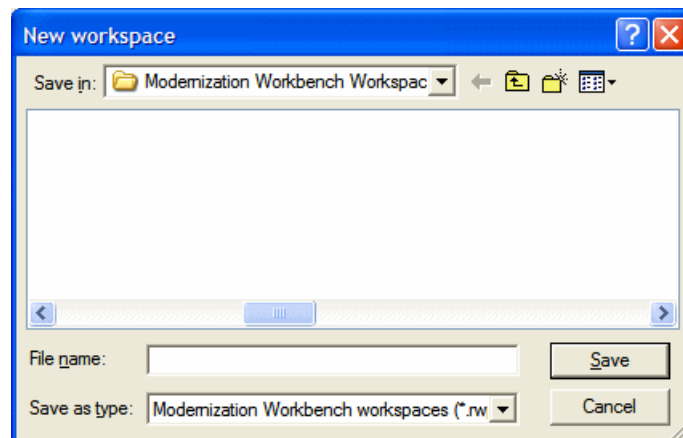 New workspace
Save in: Modernization Workbench Workspac
File name: Save
Save as type: Modernization Workbench workspaces (*.rw Cancel